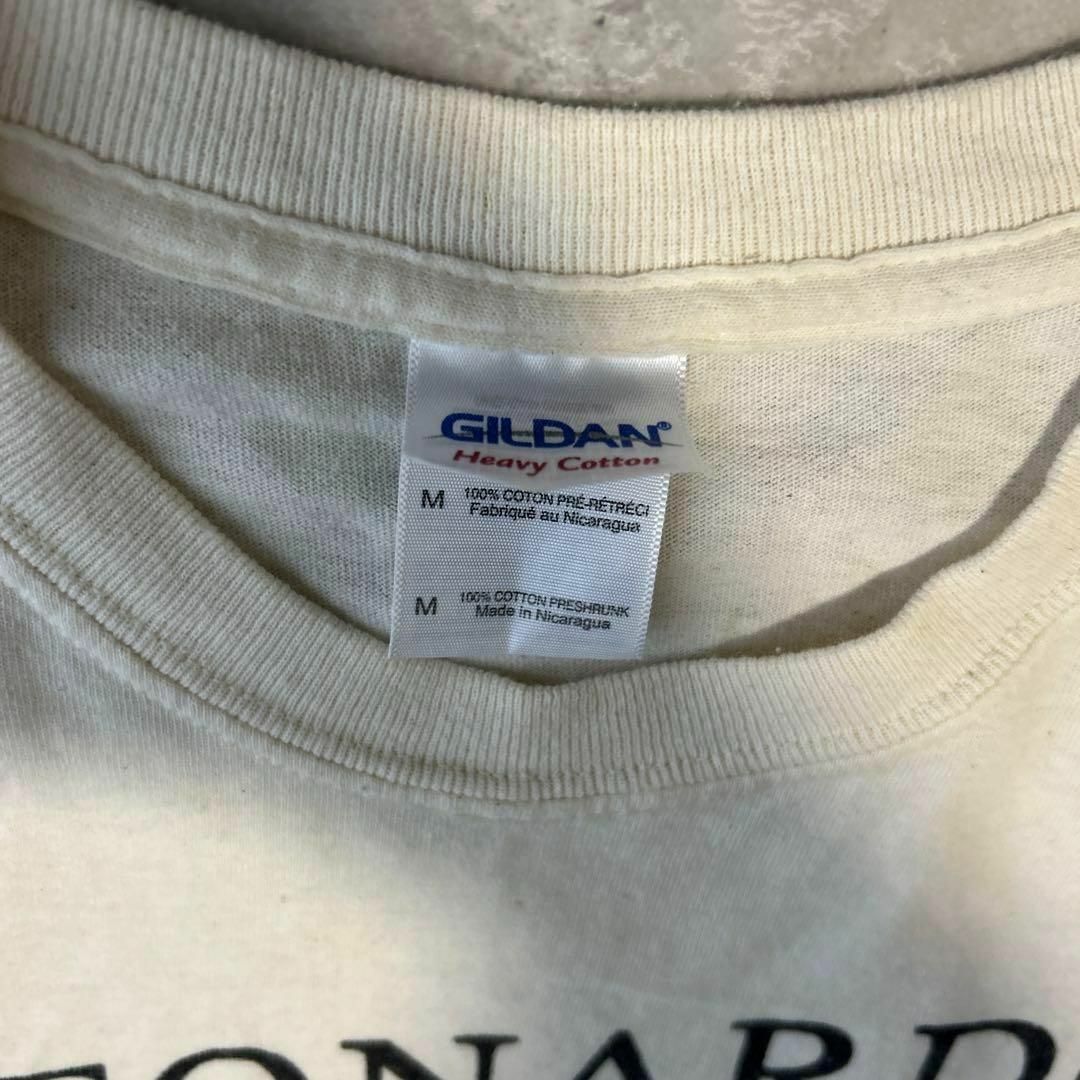 GILDAN®
Heavy Cotton
M 100% COTON PRÉ-RÉTRÉCI
Fabriqué au Nicaragua
M 100% COTTON PRESHRUNK
Made in Nicaragua